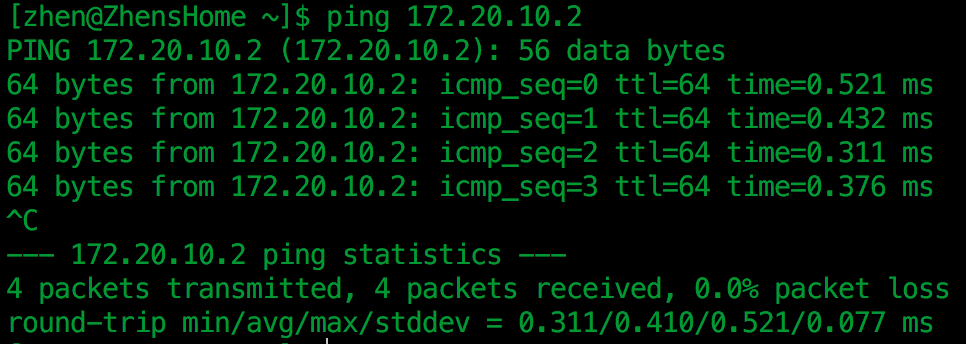 [zhen@ZhensHome ~]$ ping 172.20.10.2
PING 172.20.10.2 (172.20.10.2): 56 data bytes
64 bytes from 172.20.10.2: icmp_seq=0 ttl=64 time=0.521 ms
64 bytes from 172.20.10.2: icmp_seq=1 ttl=64 time=0.432 ms
64 bytes from 172.20.10.2: icmp_seq=2 ttl=64 time=0.311 ms
64 bytes from 172.20.10.2: icmp_seq=3 ttl=64 time=0.376 ms
^C
--- 172.20.10.2 ping statistics ---
4 packets transmitted, 4 packets received, 0.0% packet loss
round-trip min/avg/max/stddev = 0.311/0.410/0.521/0.077 ms